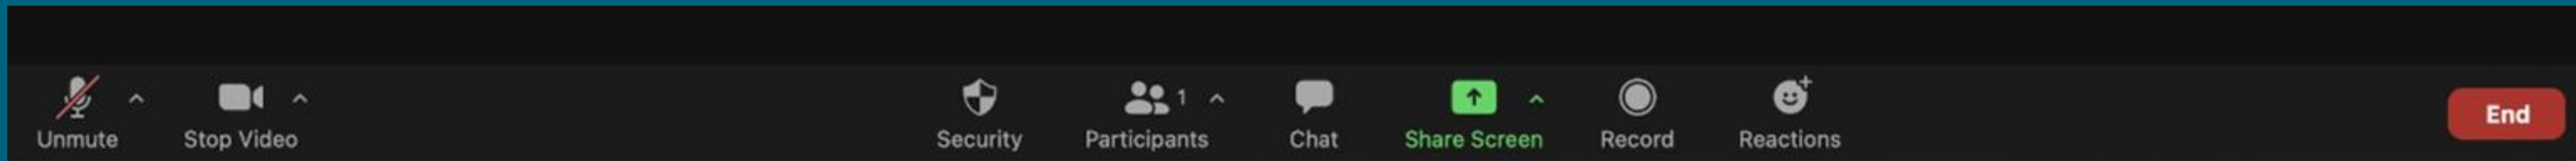 1
Unmute
Stop Video
Security
Participants
Chat
Share Screen
Record
Reactions
End